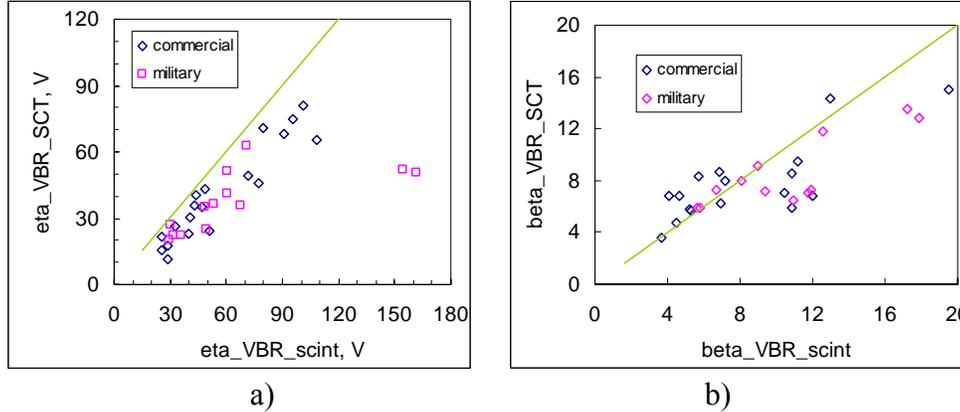 120
90
60
30
0
0 30 60 90 120 150 180
eta_VBR_SCT, V
eta_VBR_scint, V
commercial
military
a)
20
16
12
8
4
0
0 4 8 12 16 20
beta_VBR_SCT
beta_VBR_scint
commercial
military
b)